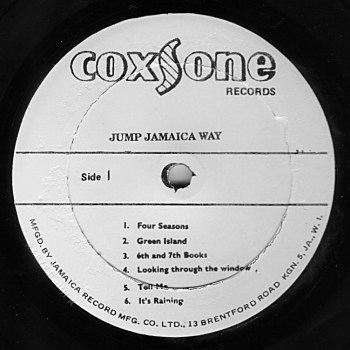 coxsone
RECORDS
JUMP JAMAICA WAY
Side 1
1. Four Seasons
2. Green Island
3. 6th and 7th Books
4. Looking through the window
5. Tell Me
6. It's Raining
MFGD. BY JAMAICA RECORD MFG. CO. LTD., 13 BRENTFORD ROAD KGN. 5, JA., W. I.